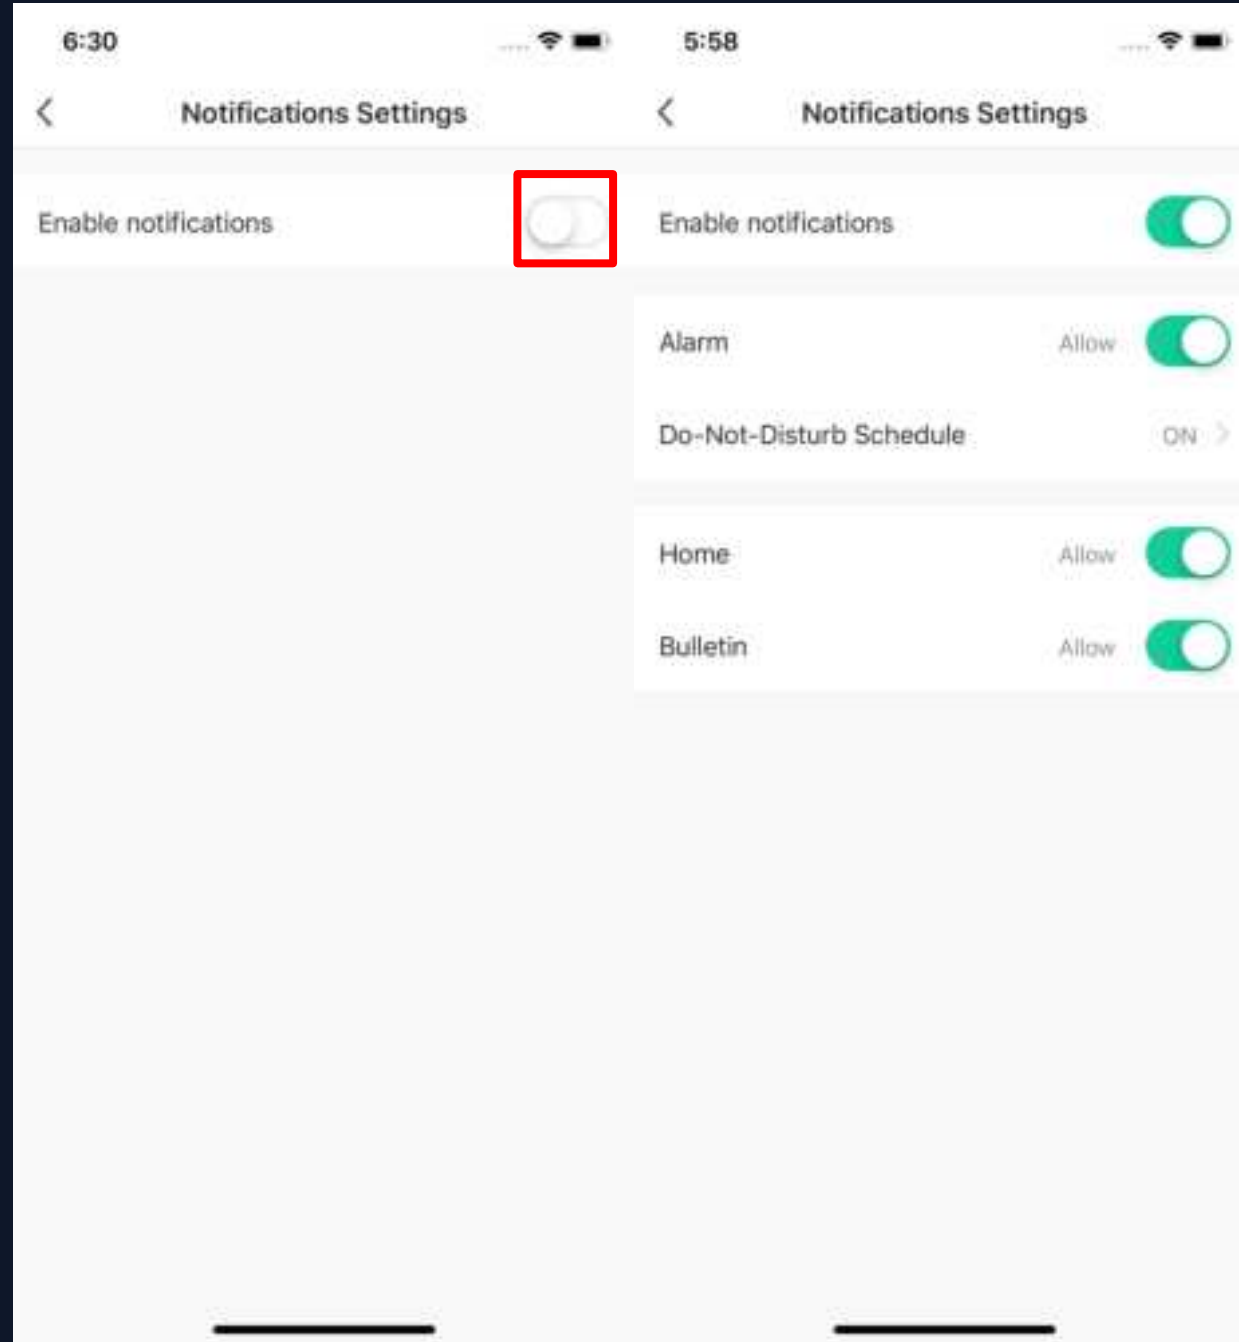 6:30
Notifications Settings
Enable notifications
5:58
Notifications Settings
Enable notifications
Alarm Allow
Do-Not-Disturb Schedule ON
Home Allow
Bulletin Allow